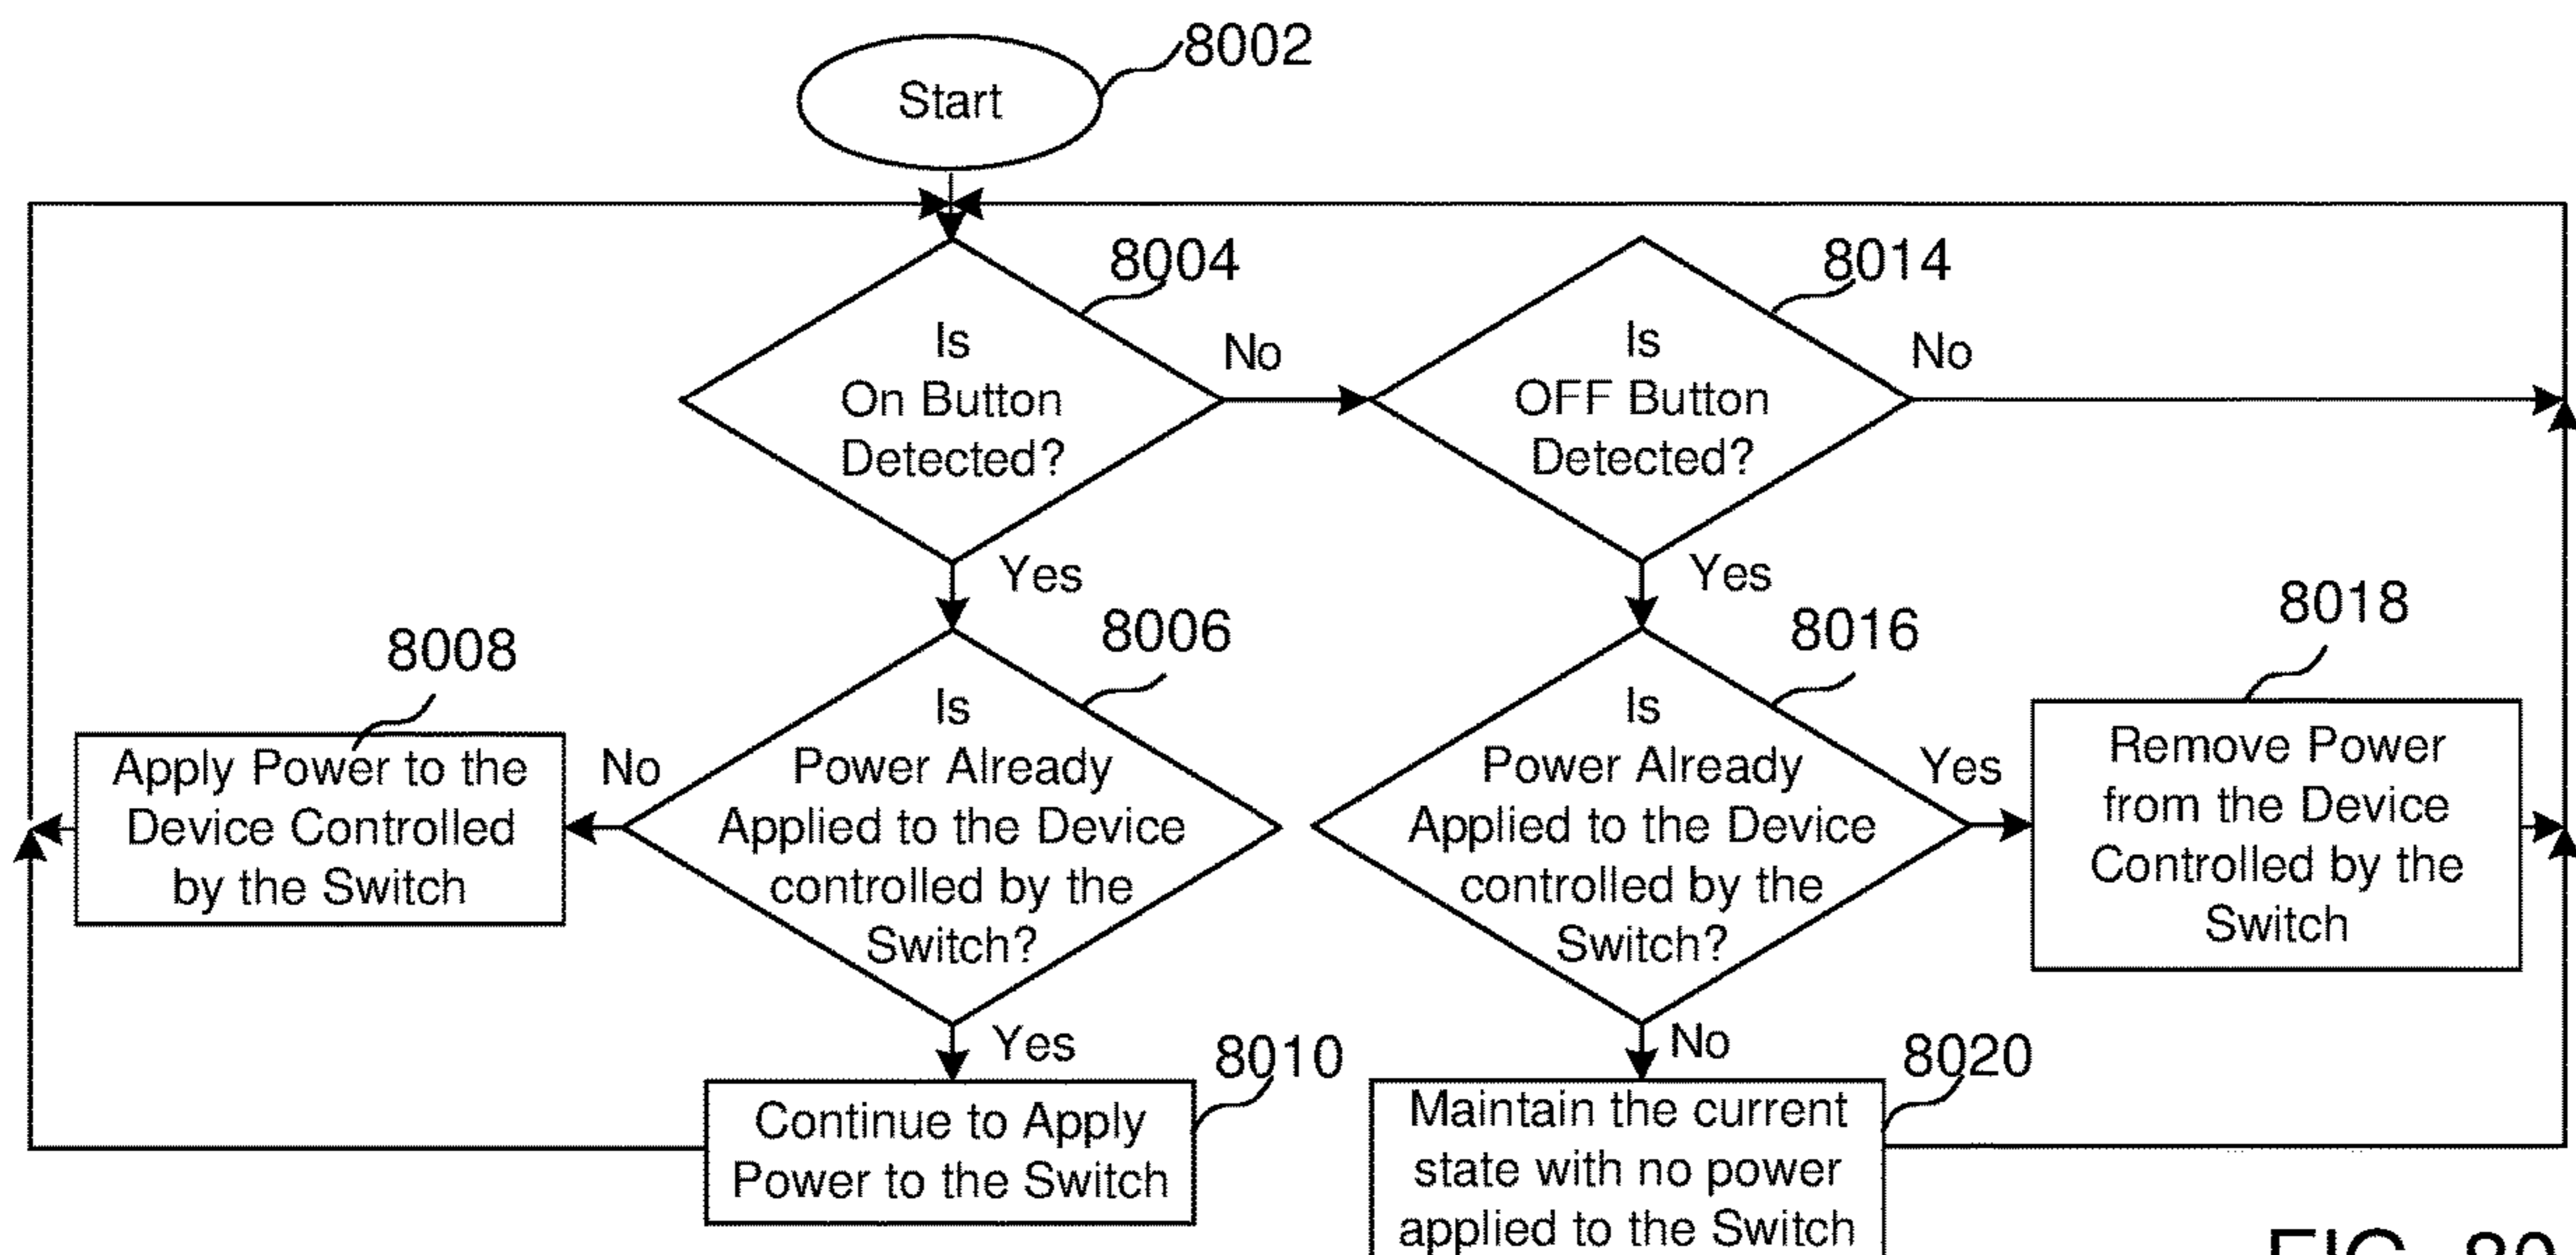 8002
Start
8004
8014
Is
On Button
Detected?
No
Is
OFF Button
Detected?
No
Yes
Yes
8008
8006
8016
8018
Apply Power to the
Device Controlled
by the Switch
No
Is
Power Already
Applied to the Device
controlled by the
Switch?
Is
Power Already
Applied to the Device
controlled by the
Switch?
Yes
Remove Power
from the Device
Controlled by the
Switch
Yes
8010
No
8020
Continue to Apply
Power to the Switch
Maintain the current
state with no power
applied to the Switch
FIG. 80